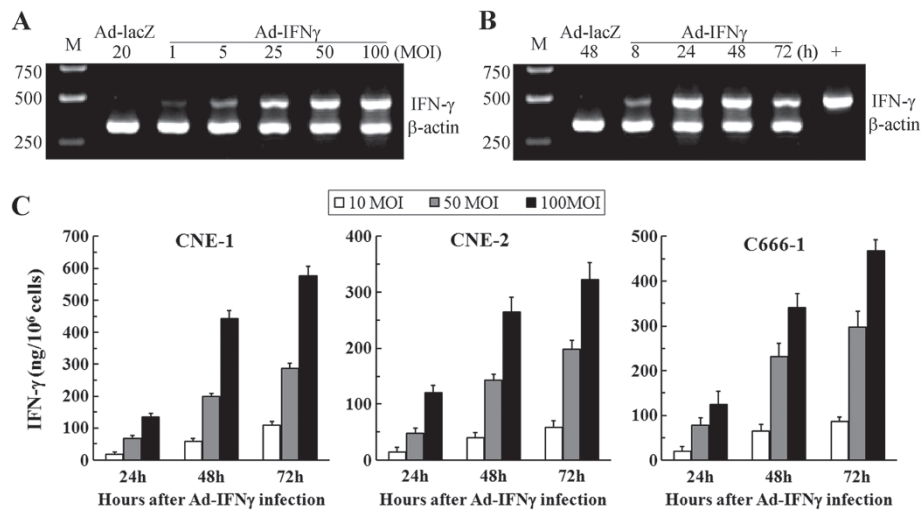 A
M
Ad-lacZ
Ad-IFNγ
20
1
5
25
50
100
(MOI)
750
500
250
IFN-γ
β-actin
B
M
Ad-lacZ
Ad-IFNγ
48
8
24
48
72
(h)
+
750
500
250
IFN-γ
β-actin
C
10 MOI
50 MOI
100MOI
CNE-1
IFN-γ (ng/10⁶ cells)
700
600
500
400
300
200
100
0
24h
48h
72h
Hours after Ad-IFNγ infection
CNE-2
400
300
200
100
0
24h
48h
72h
Hours after Ad-IFNγ infection
C666-1
500
400
300
200
100
0
24h
48h
72h
Hours after Ad-IFNγ infection